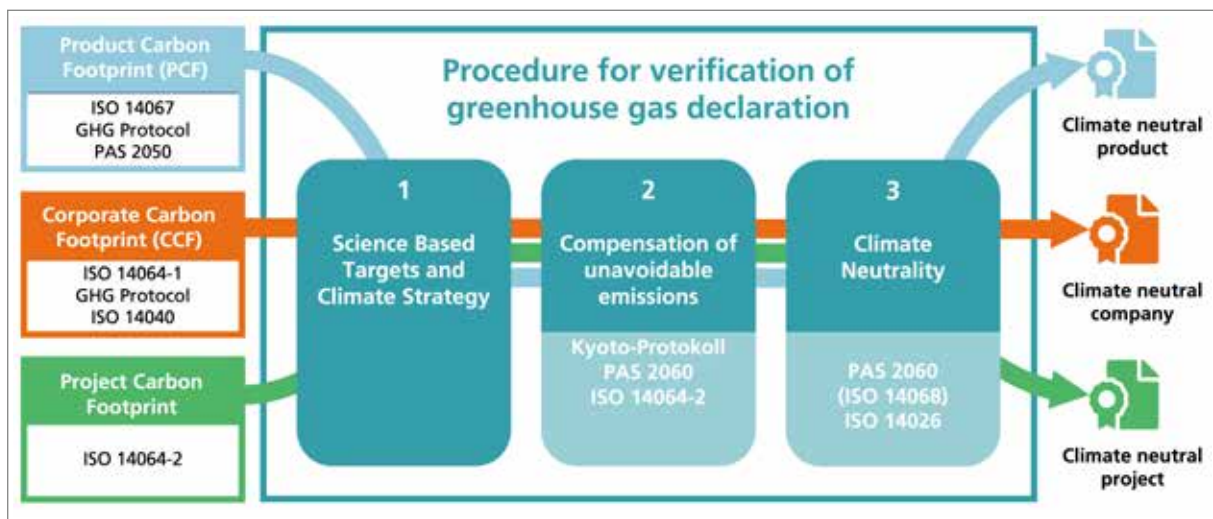 Product Carbon
Footprint (PCF)
ISO 14067
GHG Protocol
PAS 2050
Corporate Carbon
Footprint (CCF)
ISO 14064-1
GHG Protocol
ISO 14040
Project Carbon
Footprint
ISO 14064-2
Procedure for verification of
greenhouse gas declaration
1
Science Based
Targets and
Climate Strategy
2
Compensation of
unavoidable
emissions
Kyoto-Protokoll
PAS 2060
ISO 14064-2
3
Climate
Neutrality
PAS 2060
(ISO 14068)
ISO 14026
Climate neutral
product
Climate neutral
company
Climate neutral
project